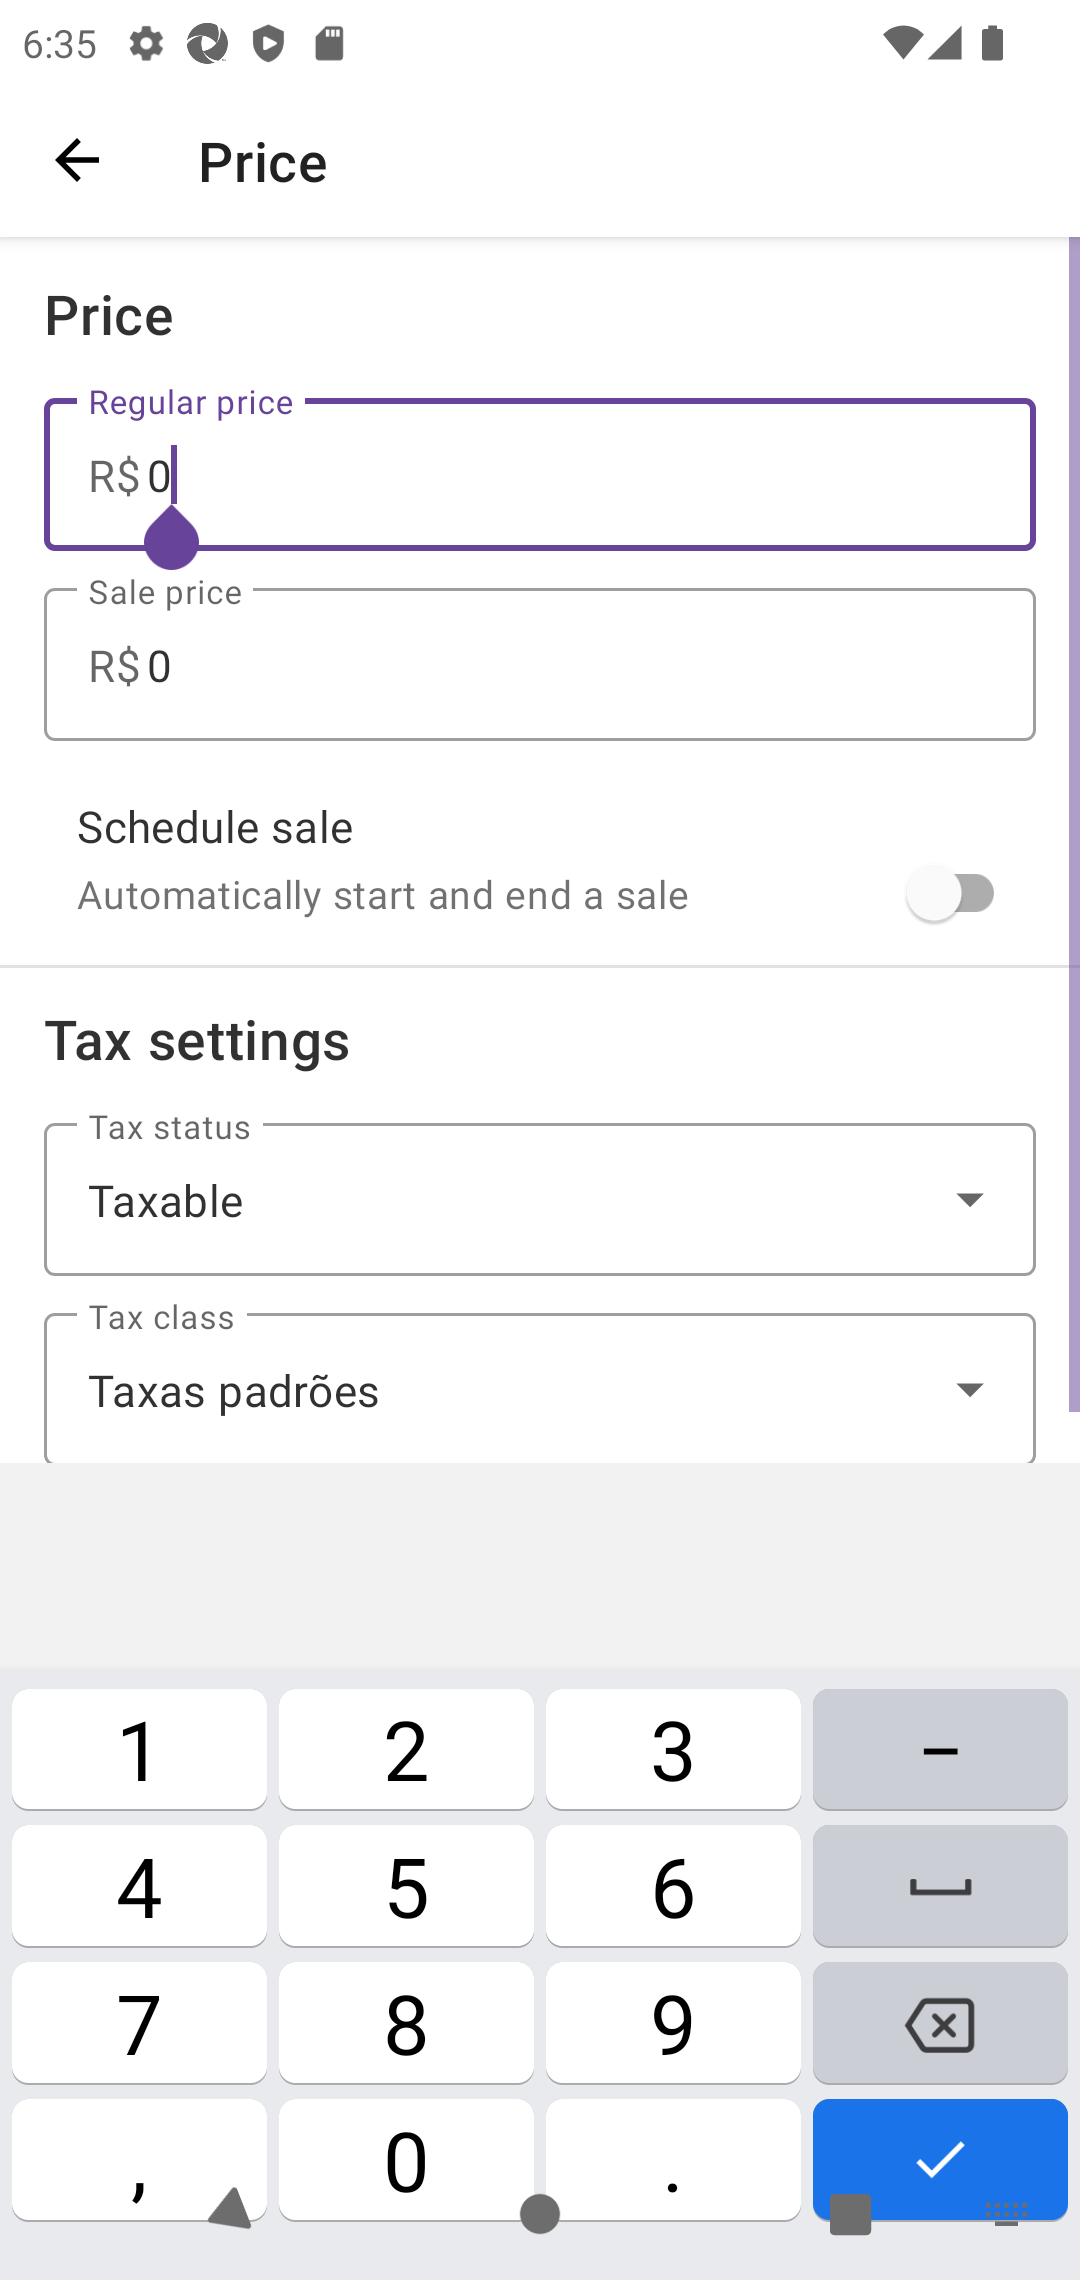 6:35
Price
Price
Regular price
R$ 0
Sale price
R$ 0
Schedule sale
Automatically start and end a sale
Tax settings
Tax status
Taxable
Tax class
Taxas padrões
1 2 3 –
4 5 6
7 8 9
, 0 .